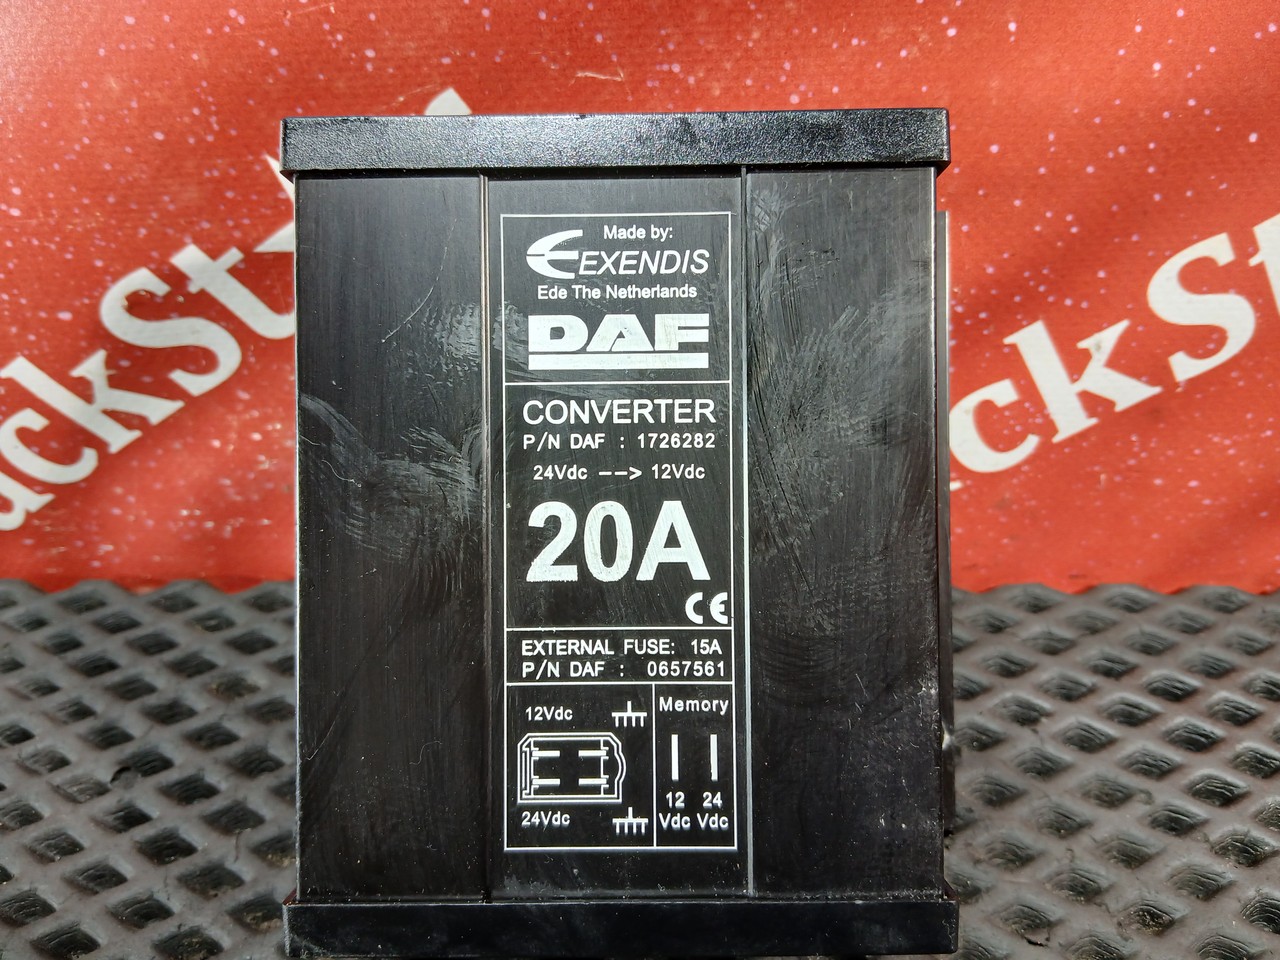 Made by:
EXENDIS
Ede The Netherlands
DAF
CONVERTER
P/N DAF : 1726282
24Vdc --> 12Vdc
20A
CE
EXTERNAL FUSE: 15A
P/N DAF : 0657561
12Vdc
24Vdc
Memory
12 24
Vdc Vdc